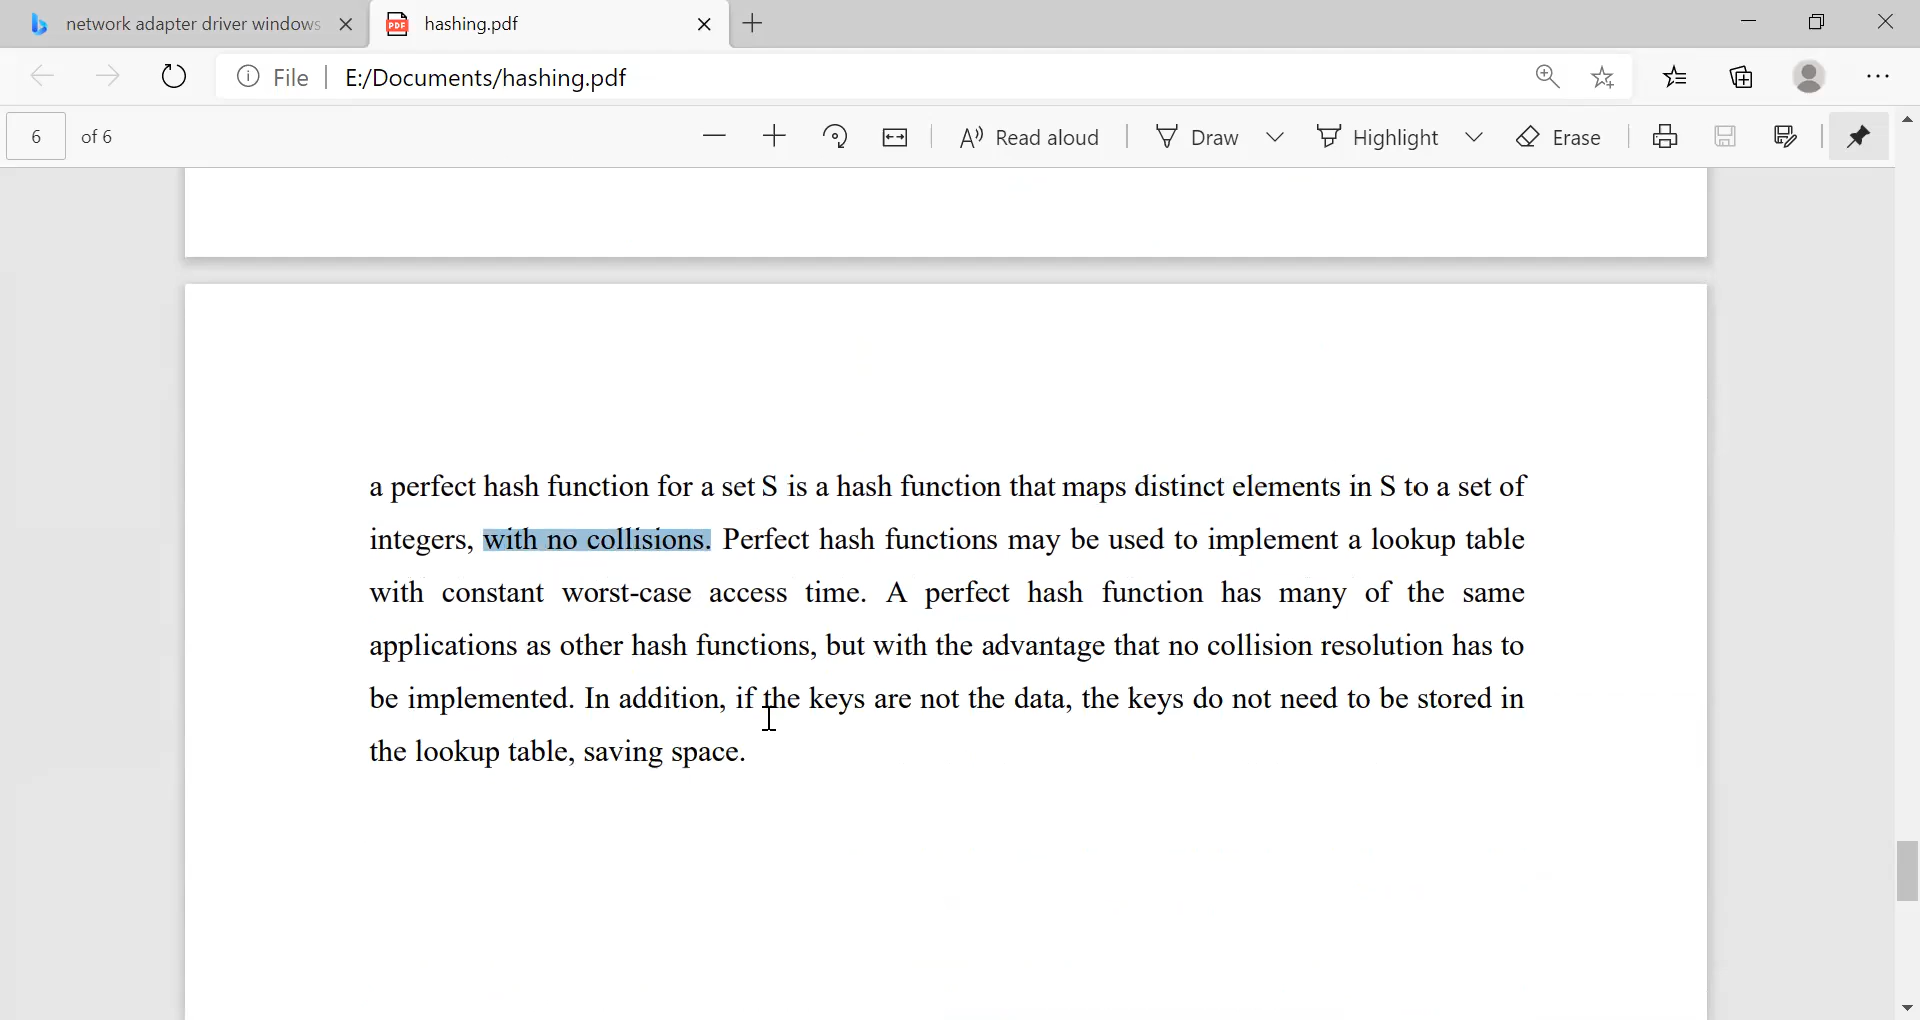 network adapter driver windows
hashing.pdf
File
E:/Documents/hashing.pdf
6 of 6
Read aloud
Draw
Highlight
Erase
a perfect hash function for a set S is a hash function that maps distinct elements in S to a set of
integers, with no collisions. Perfect hash functions may be used to implement a lookup table
with constant worst-case access time. A perfect hash function has many of the same
applications as other hash functions, but with the advantage that no collision resolution has to
be implemented. In addition, if the keys are not the data, the keys do not need to be stored in
the lookup table, saving space.